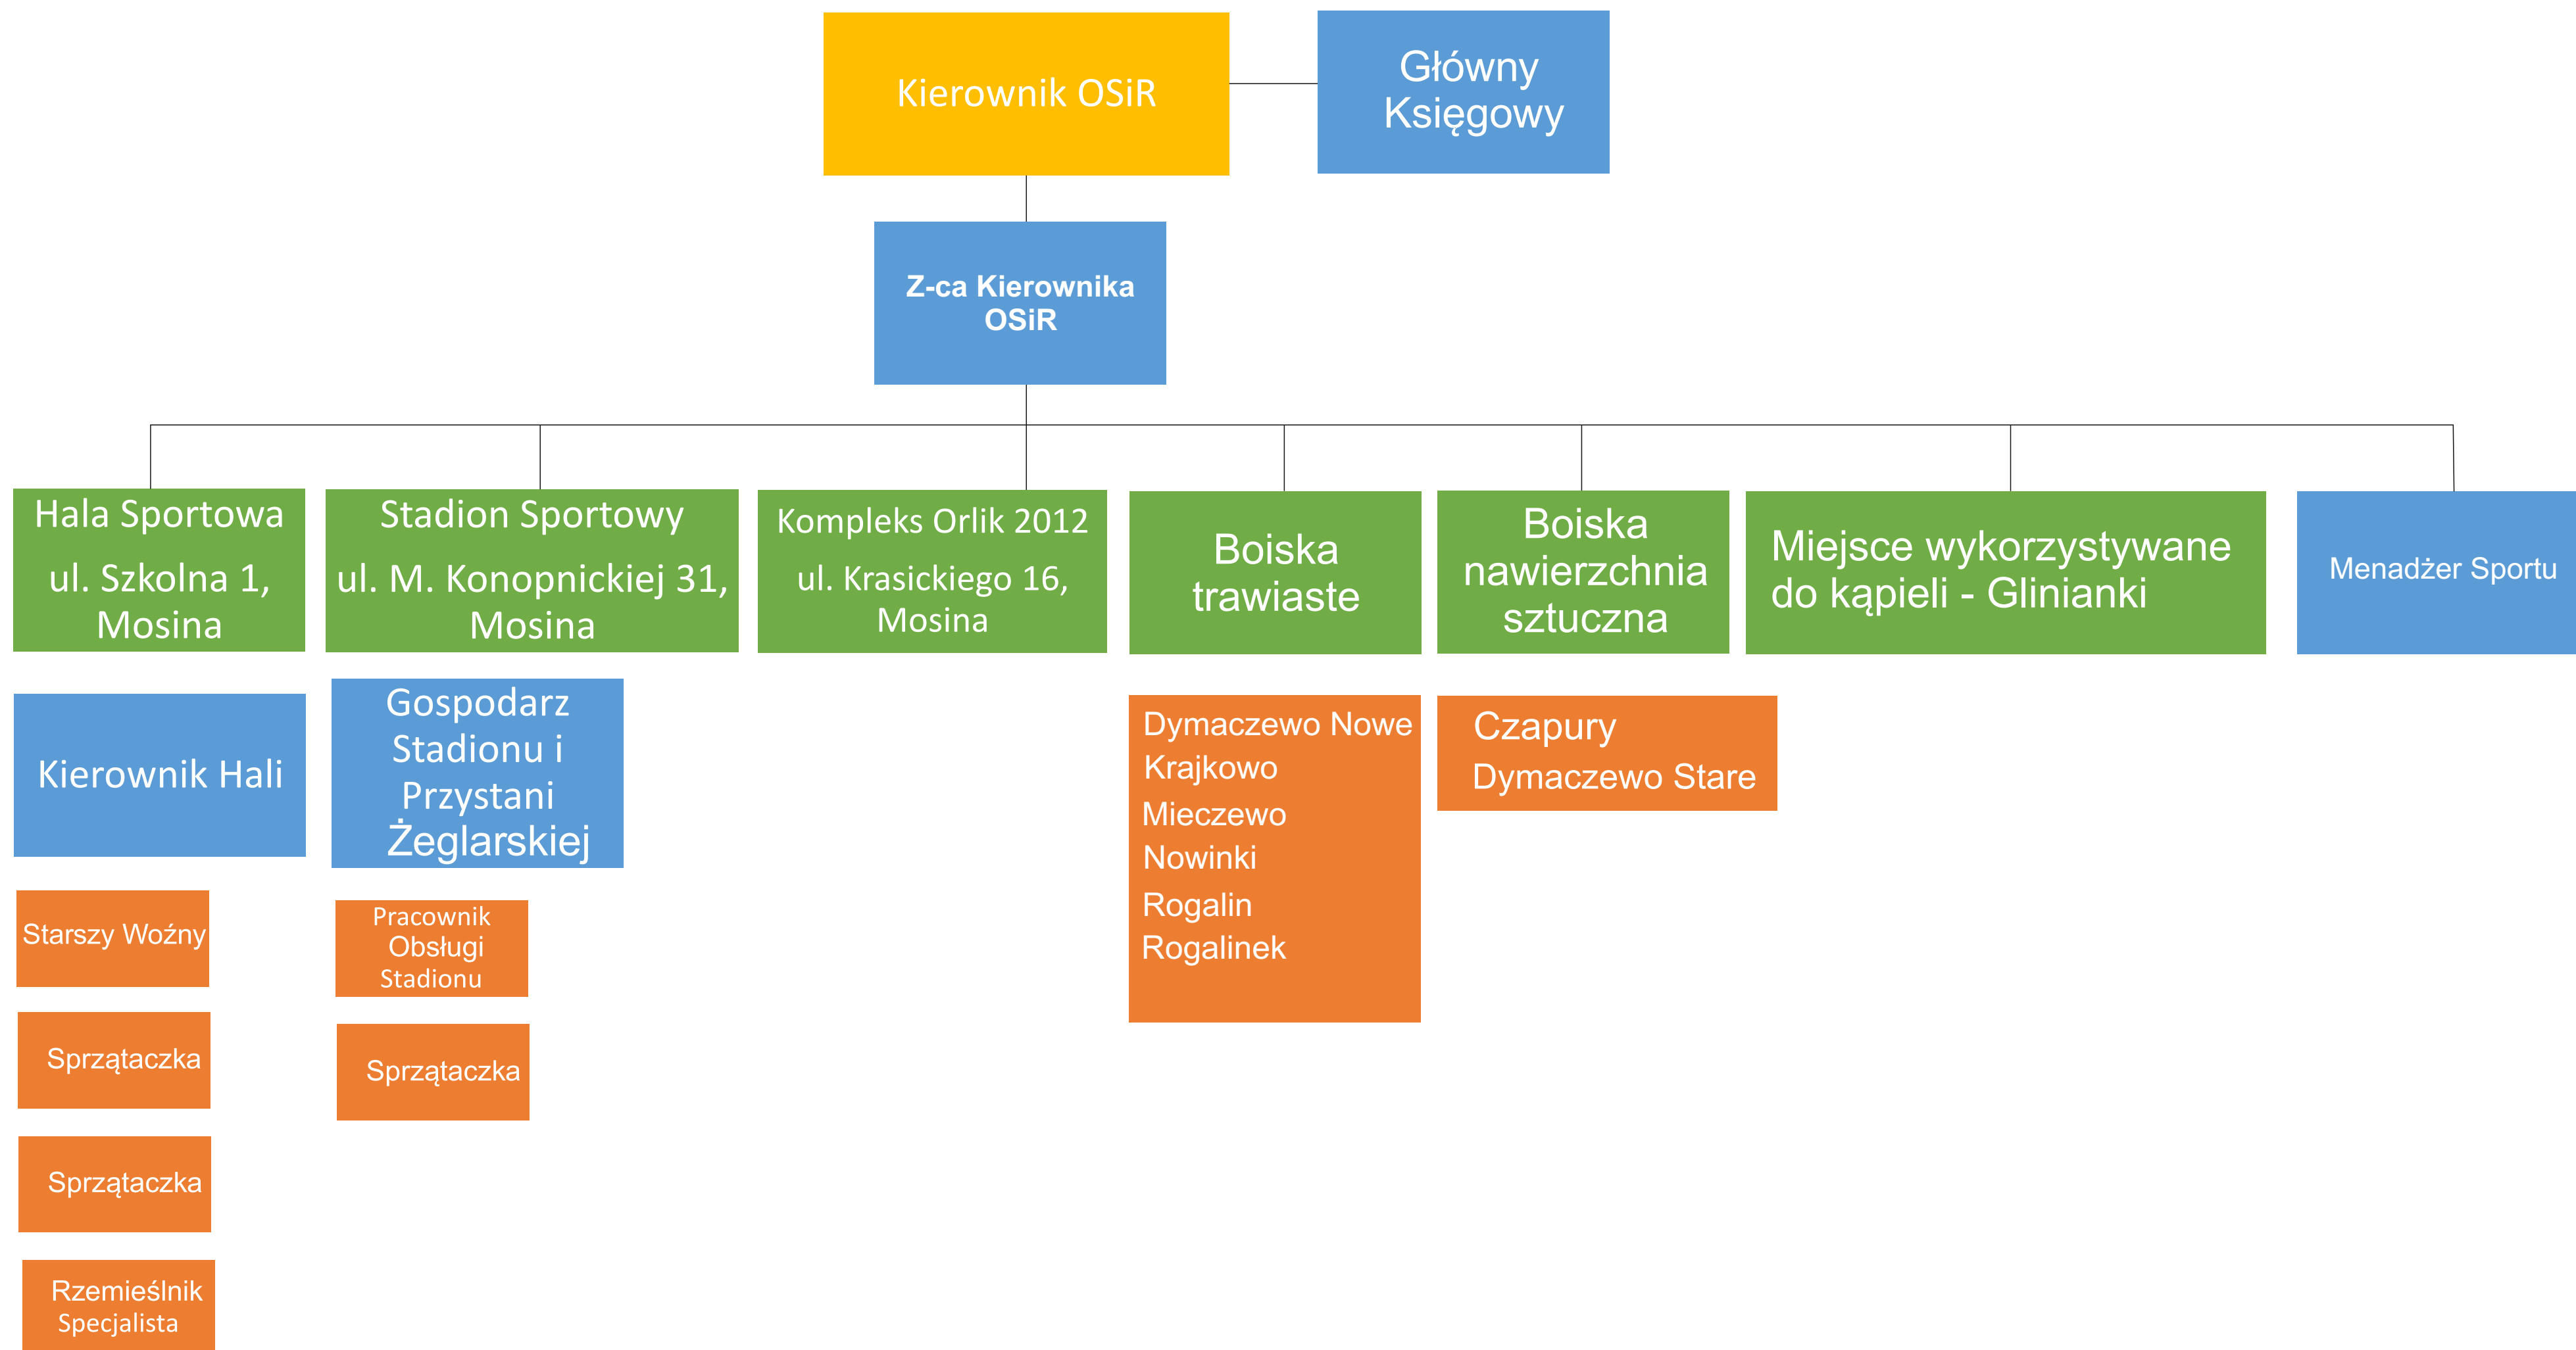 Kierownik OSiR
Główny
Księgowy
Z-ca Kierownika
OSiR
Hala Sportowa
ul. Szkolna 1,
Mosina
Stadion Sportowy
ul. M. Konopnickiej 31,
Mosina
Kompleks Orlik 2012
ul. Krasickiego 16,
Mosina
Boiska
trawiaste
Boiska
nawierzchnia
sztuczna
Miejsce wykorzystywane
do kąpieli - Glinianki
Menadżer Sportu
Kierownik Hali
Gospodarz
Stadionu i
Przystani
Żeglarskiej
Dymaczewo Nowe
Krajkowo
Mieczewo
Nowinki
Rogalin
Rogalinek
Czapury
Dymaczewo Stare
Starszy Woźny
Pracownik
Obsługi
Stadionu
Sprzątaczka
Sprzątaczka
Sprzątaczka
Rzemieślnik
Specjalista